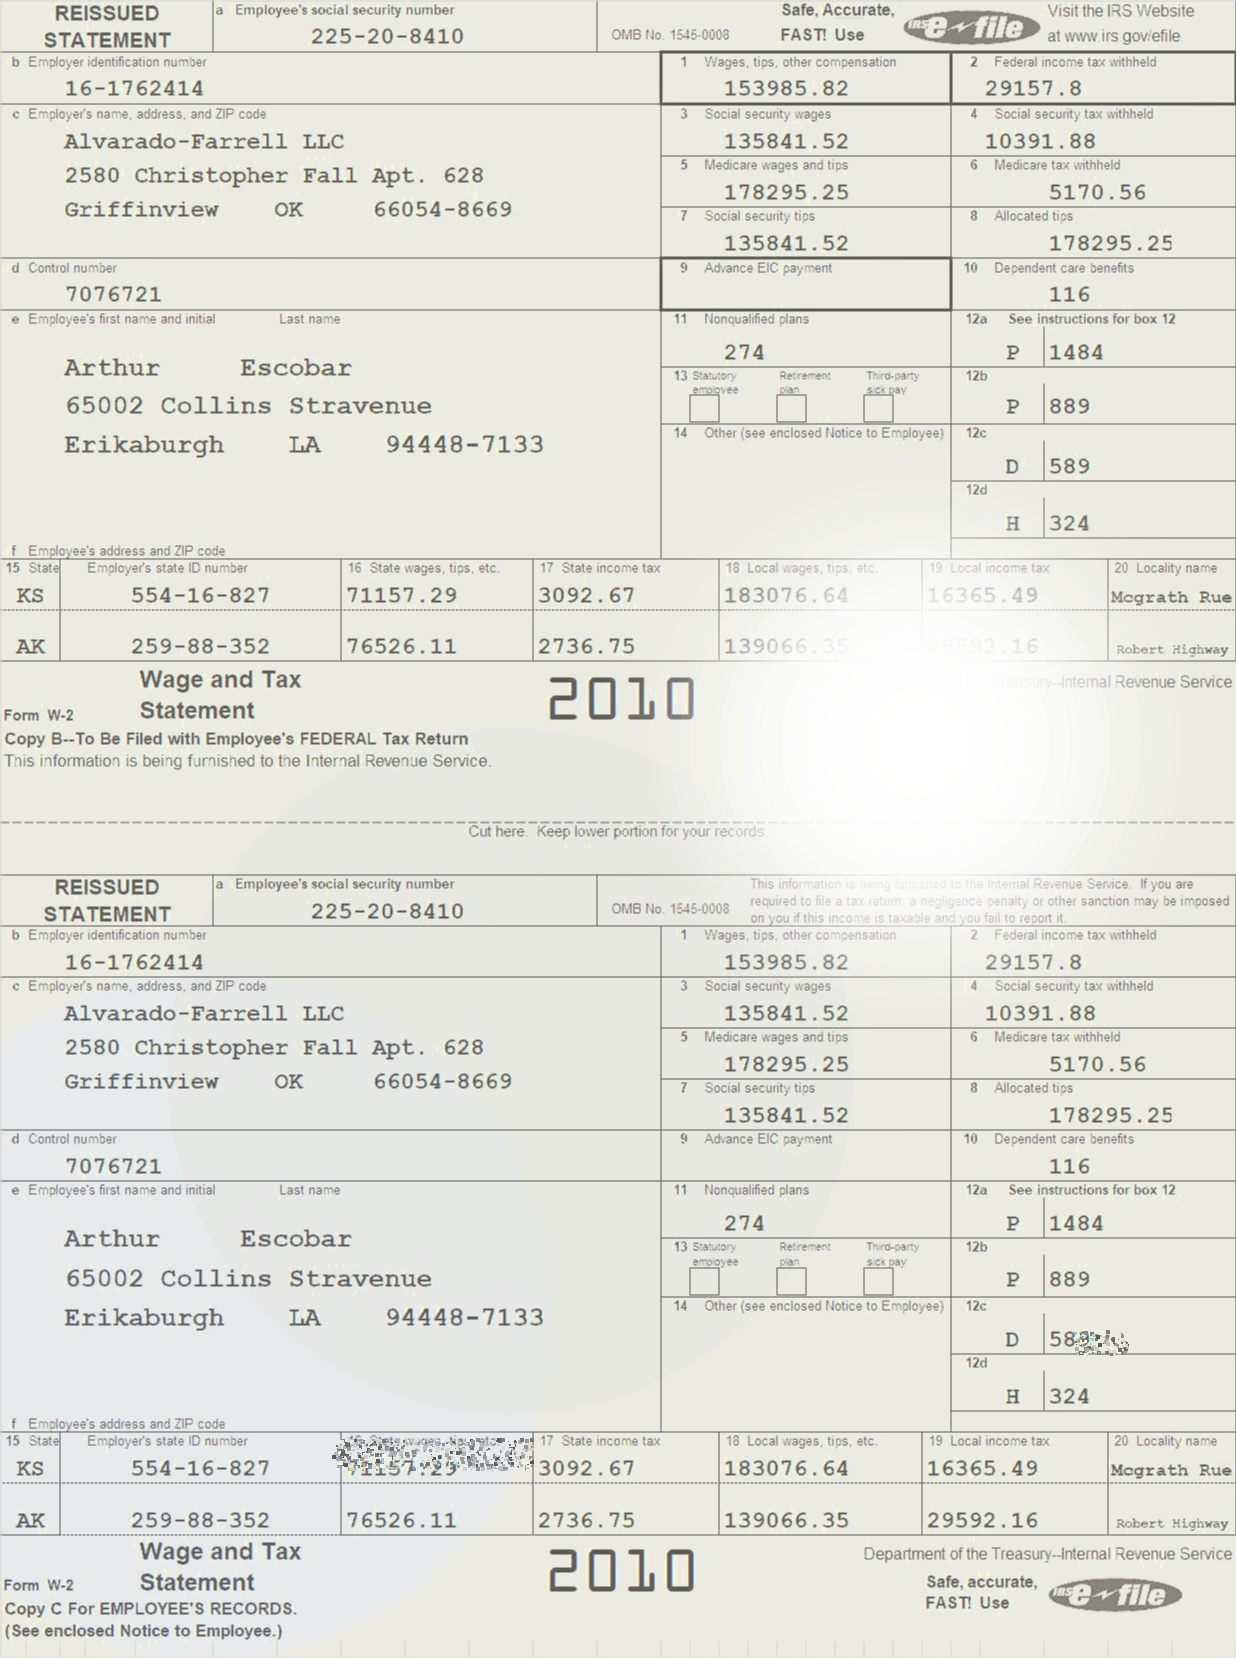 REISSUED STATEMENT
a Employee's social security number
225-20-8410
OMB No. 1545-0008
Safe, Accurate, FAST! Use
IRS e-file
Visit the IRS Website at www.irs gov/efile
b Employer identification number
16-1762414
1 Wages, tips, other compensation
153985.82
2 Federal income tax withheld
29157.8
c Employer's name, address, and ZIP code
Alvarado-Farrell LLC
2580 Christopher Fall Apt. 628
Griffinview OK 66054-8669
3 Social security wages
135841.52
4 Social security tax withheld
10391.88
5 Medicare wages and tips
178295.25
6 Medicare tax withheld
5170.56
7 Social security tips
135841.52
8 Allocated tips
178295.25
d Control number
7076721
9 Advance EIC payment
10 Dependent care benefits
116
e Employee's first name and initial Last name
Arthur Escobar
65002 Collins Stravenue
Erikaburgh LA 94448-7133
11 Nonqualified plans
274
12a See instructions for box 12
P 1484
13 Statutory employee
Retirement plan
Third-party sick pay
12b
P 889
14 Other (see enclosed Notice to Employee)
12c
D 589
12d
H 324
f Employee's address and ZIP code
15 State Employer's state ID number 16 State wages, tips, etc. 17 State income tax 18 Local wages, tips, etc. 19 Local income tax 20 Locality name
KS 554-16-827 71157.29 3092.67 183076.64 16365.49 Mcgrath Rue
AK 259-88-352 76526.11 2736.75 139066.35 29592.16 Robert Highway
Wage and Tax Statement
Form W-2
2010
Treasury--Internal Revenue Service
Copy B--To Be Filed with Employee's FEDERAL Tax Return
This information is being furnished to the Internal Revenue Service.
Cut here. Keep lower portion for your records.
REISSUED STATEMENT
a Employee's social security number
225-20-8410
OMB No. 1545-0008
This information is being furnished to the Internal Revenue Service. If you are
required to file a tax return, a negligence penalty or other sanction may be imposed
on you if this income is taxable and you fail to report it.
b Employer identification number
16-1762414
1 Wages, tips, other compensation
153985.82
2 Federal income tax withheld
29157.8
c Employer's name, address, and ZIP code
Alvarado-Farrell LLC
2580 Christopher Fall Apt. 628
Griffinview OK 66054-8669
3 Social security wages
135841.52
4 Social security tax withheld
10391.88
5 Medicare wages and tips
178295.25
6 Medicare tax withheld
5170.56
7 Social security tips
135841.52
8 Allocated tips
178295.25
d Control number
7076721
9 Advance EIC payment
10 Dependent care benefits
116
e Employee's first name and initial Last name
Arthur Escobar
65002 Collins Stravenue
Erikaburgh LA 94448-7133
11 Nonqualified plans
274
12a See instructions for box 12
P 1484
13 Statutory employee
Retirement plan
Third-party sick pay
12b
P 889
14 Other (see enclosed Notice to Employee)
12c
D
12d
H 324
f Employee's address and ZIP code
15 State Employer's state ID number 17 State income tax 18 Local wages, tips, etc. 19 Local income tax 20 Locality name
KS 554-16-827 71157.29 3092.67 183076.64 16365.49 Mcgrath Rue
AK 259-88-352 76526.11 2736.75 139066.35 29592.16 Robert Highway
Wage and Tax Statement
Form W-2
2010
Department of the Treasury--Internal Revenue Service
Safe, accurate, FAST! Use
IRS e-file
Copy C For EMPLOYEE'S RECORDS.
(See enclosed Notice to Employee.)